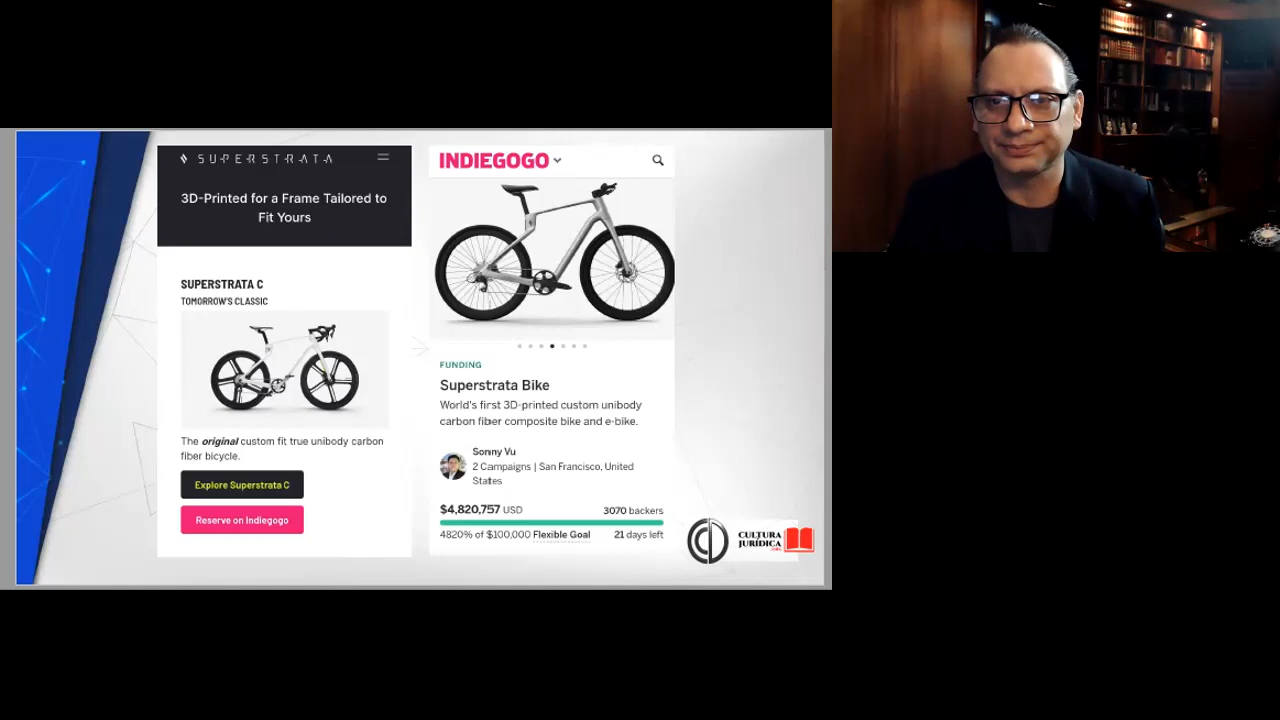 SUPERSTRATA
3D-Printed for a Frame Tailored to
Fit Yours
SUPERSTRATA C
TOMORROW'S CLASSIC
The original custom fit true unibody carbon
fiber bicycle.
Explore Superstrata C
Reserve on Indiegogo
INDIEGOGO
FUNDING
Superstrata Bike
World's first 3D-printed custom unibody
carbon fiber composite bike and e-bike.
Sonny Vu
2 Campaigns | San Francisco, United
States
$4,820,757 USD
3070 backers
4820% of $100,000 Flexible Goal
21 days left
CULTURA
JURÍDICA